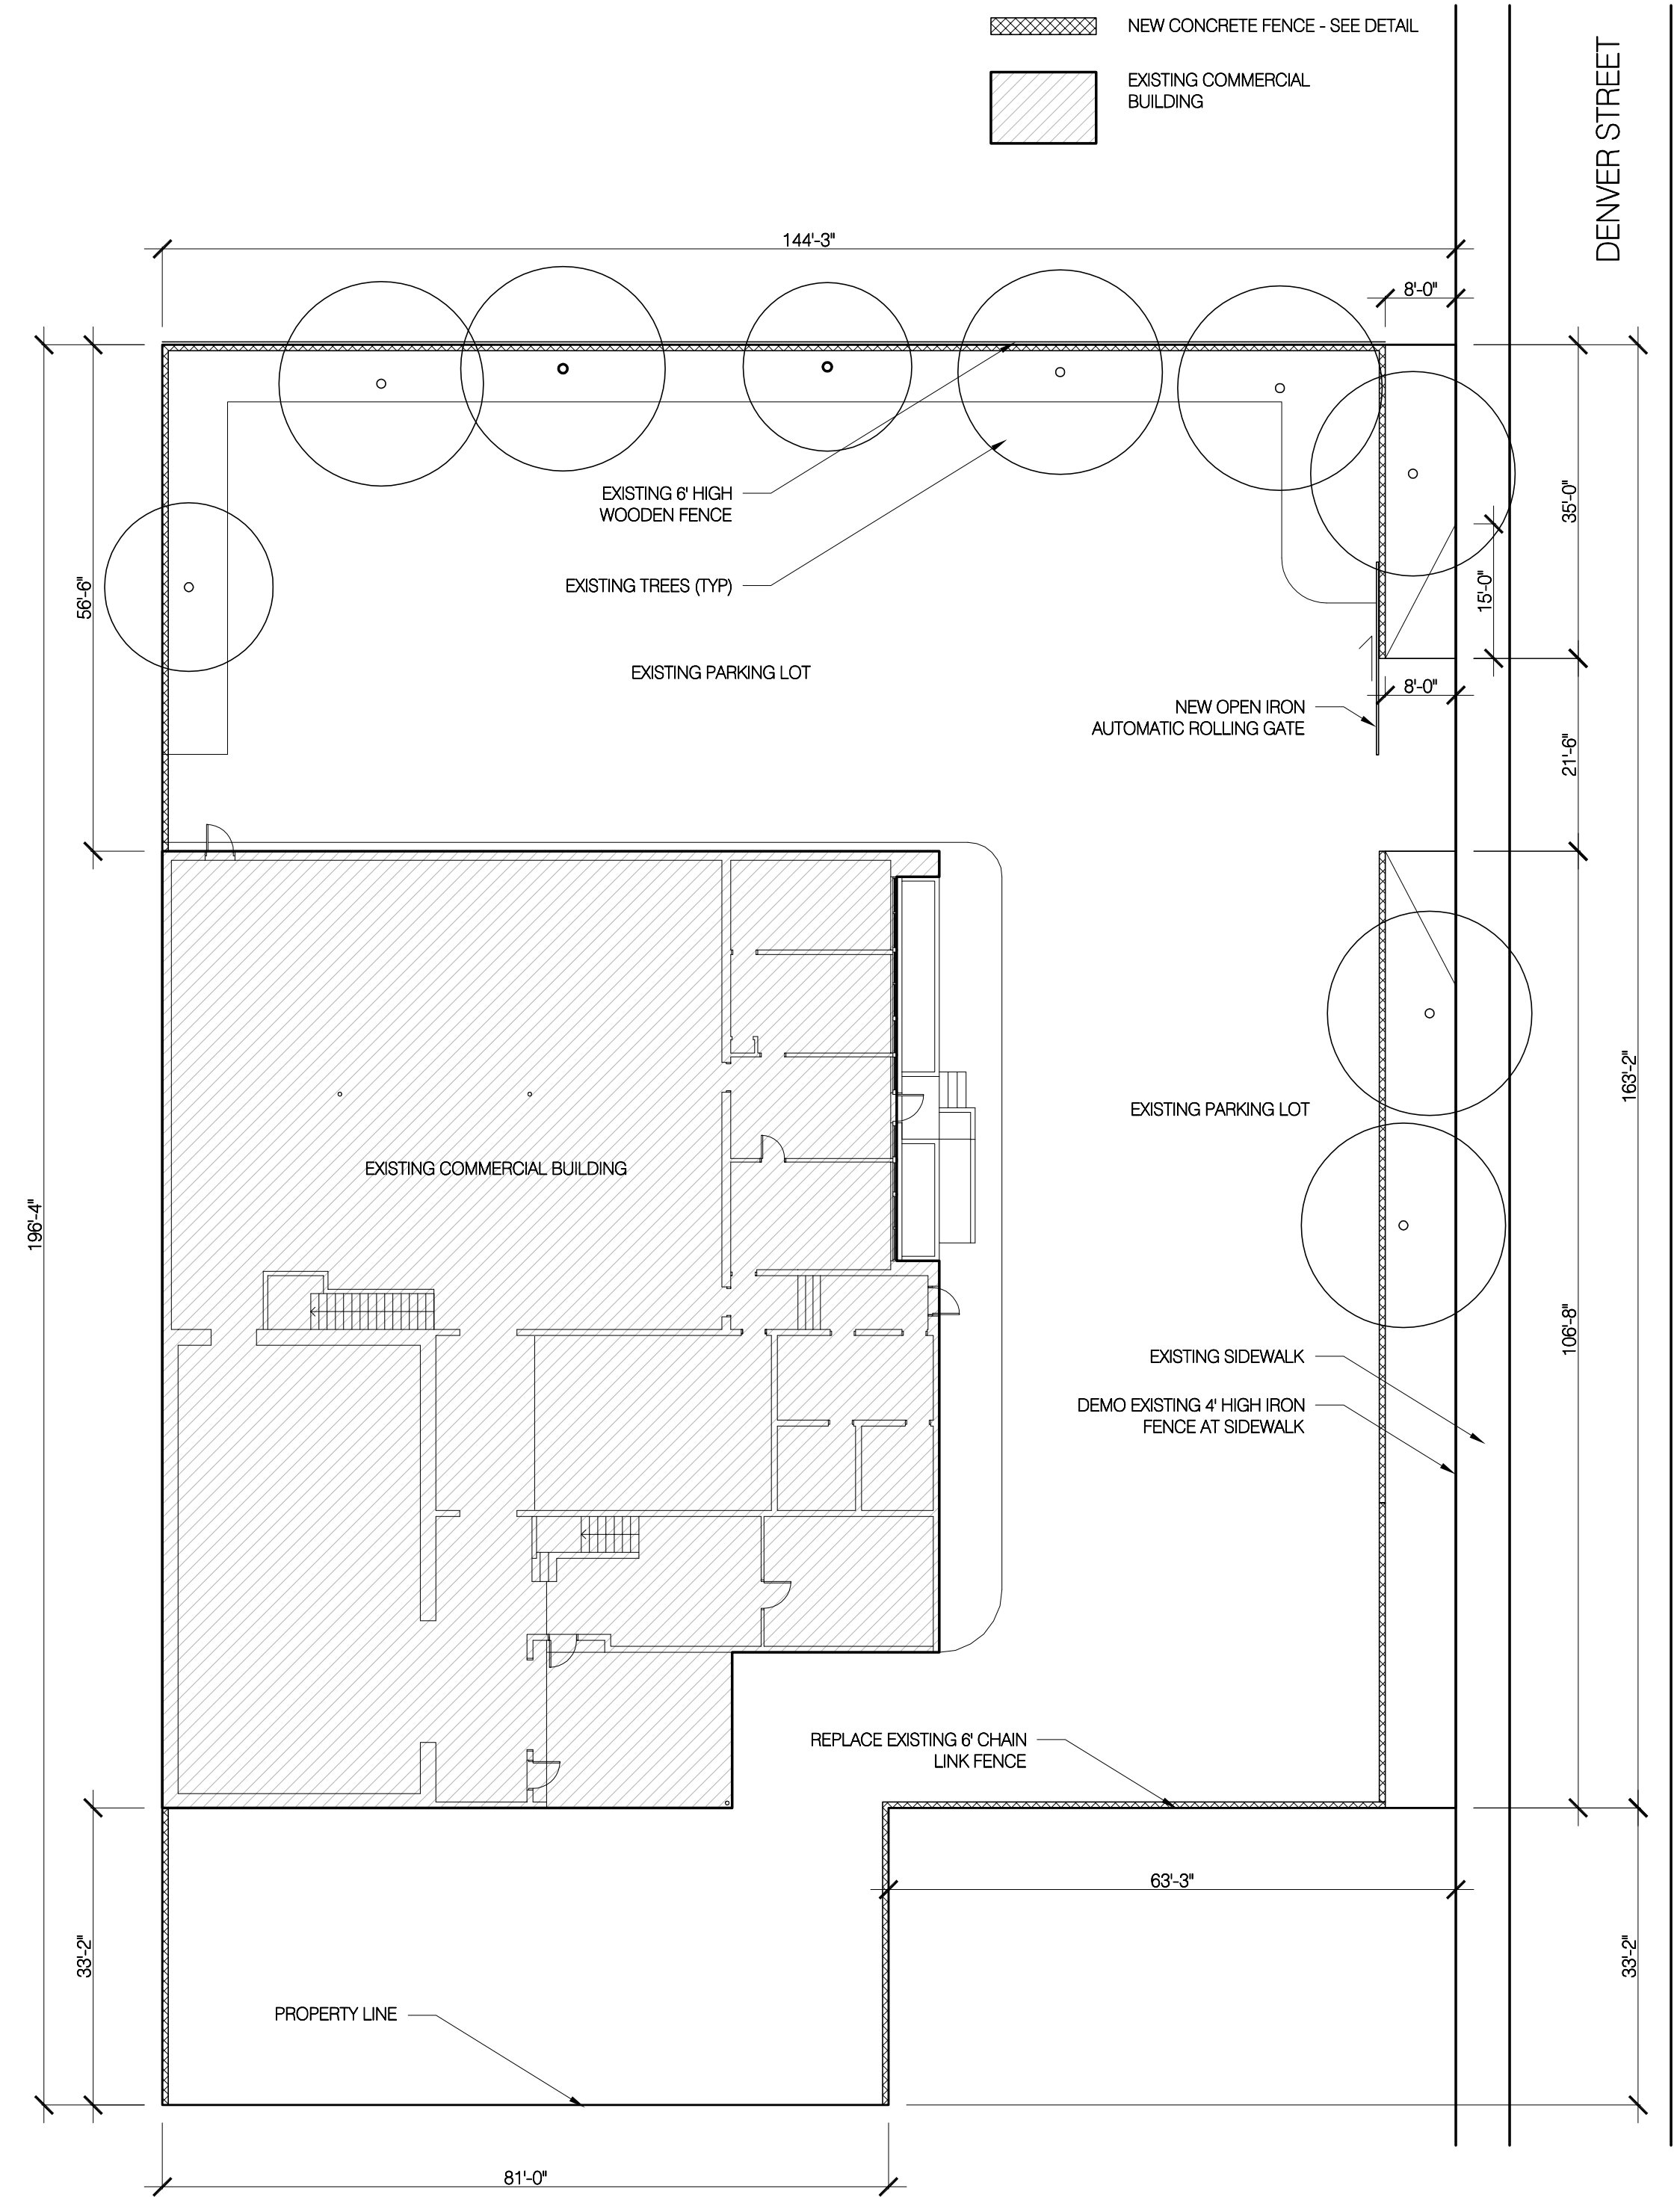 NEW CONCRETE FENCE - SEE DETAIL
EXISTING COMMERCIAL
BUILDING
DENVER STREET
144'-3"
8'-0"
EXISTING 6' HIGH
WOODEN FENCE
35'-0"
56'-6"
EXISTING TREES (TYP)
15'-0"
EXISTING PARKING LOT
8'-0"
NEW OPEN IRON
AUTOMATIC ROLLING GATE
21'-6"
163'-2"
EXISTING PARKING LOT
EXISTING COMMERCIAL BUILDING
196'-4"
106'-8"
EXISTING SIDEWALK
DEMO EXISTING 4' HIGH IRON
FENCE AT SIDEWALK
REPLACE EXISTING 6' CHAIN
LINK FENCE
63'-3"
33'-2"
33'-2"
PROPERTY LINE
81'-0"